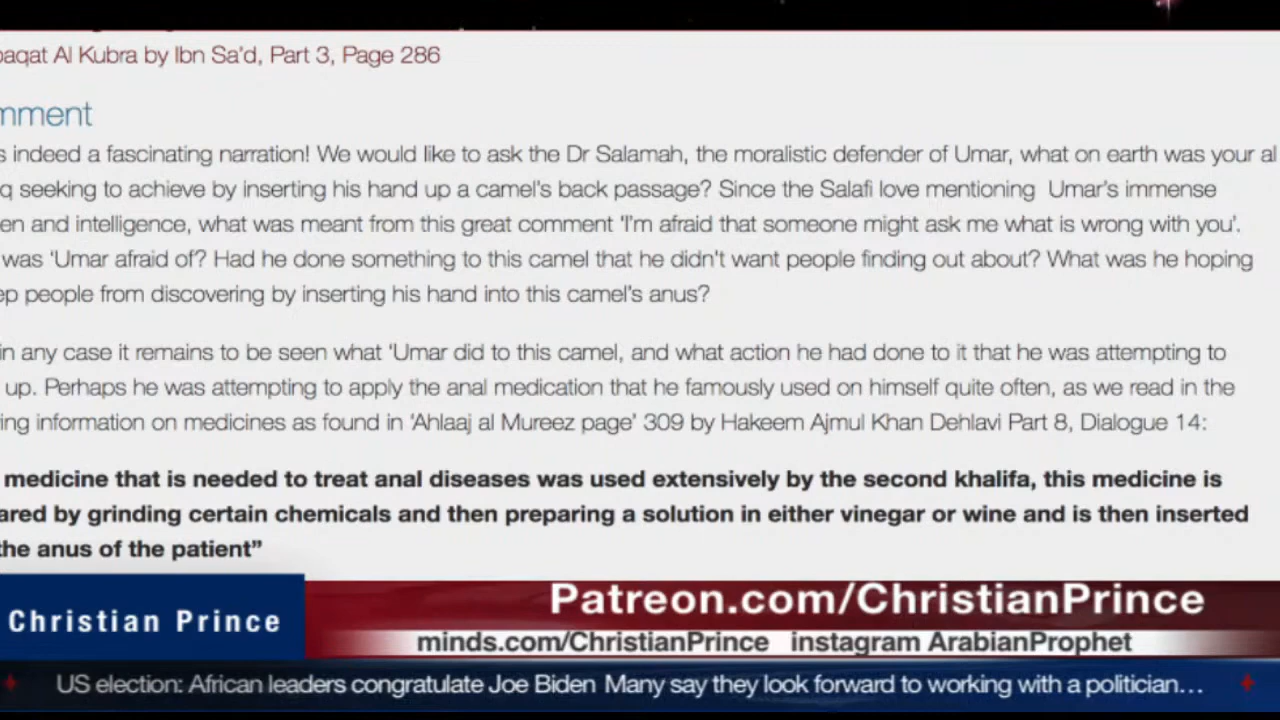 baqat Al Kubra by Ibn Sa'd, Part 3, Page 286
mment
s indeed a fascinating narration! We would like to ask the Dr Salamah, the moralistic defender of Umar, what on earth was your al
q seeking to achieve by inserting his hand up a camel's back passage? Since the Salafi love mentioning Umar's immense
en and intelligence, what was meant from this great comment 'I'm afraid that someone might ask me what is wrong with you'.
was 'Umar afraid of? Had he done something to this camel that he didn't want people finding out about? What was he hoping
ep people from discovering by inserting his hand into this camel's anus?
in any case it remains to be seen what 'Umar did to this camel, and what action he had done to it that he was attempting to
up. Perhaps he was attempting to apply the anal medication that he famously used on himself quite often, as we read in the
ing information on medicines as found in 'Ahlaaj al Mureez page' 309 by Hakeem Ajmul Khan Dehlavi Part 8, Dialogue 14:
medicine that is needed to treat anal diseases was used extensively by the second khalifa, this medicine is
ared by grinding certain chemicals and then preparing a solution in either vinegar or wine and is then inserted
the anus of the patient"
Christian Prince
Patreon.com/ChristianPrince
minds.com/ChristianPrince instagram ArabianProphet
US election: African leaders congratulate Joe Biden Many say they look forward to working with a politician...